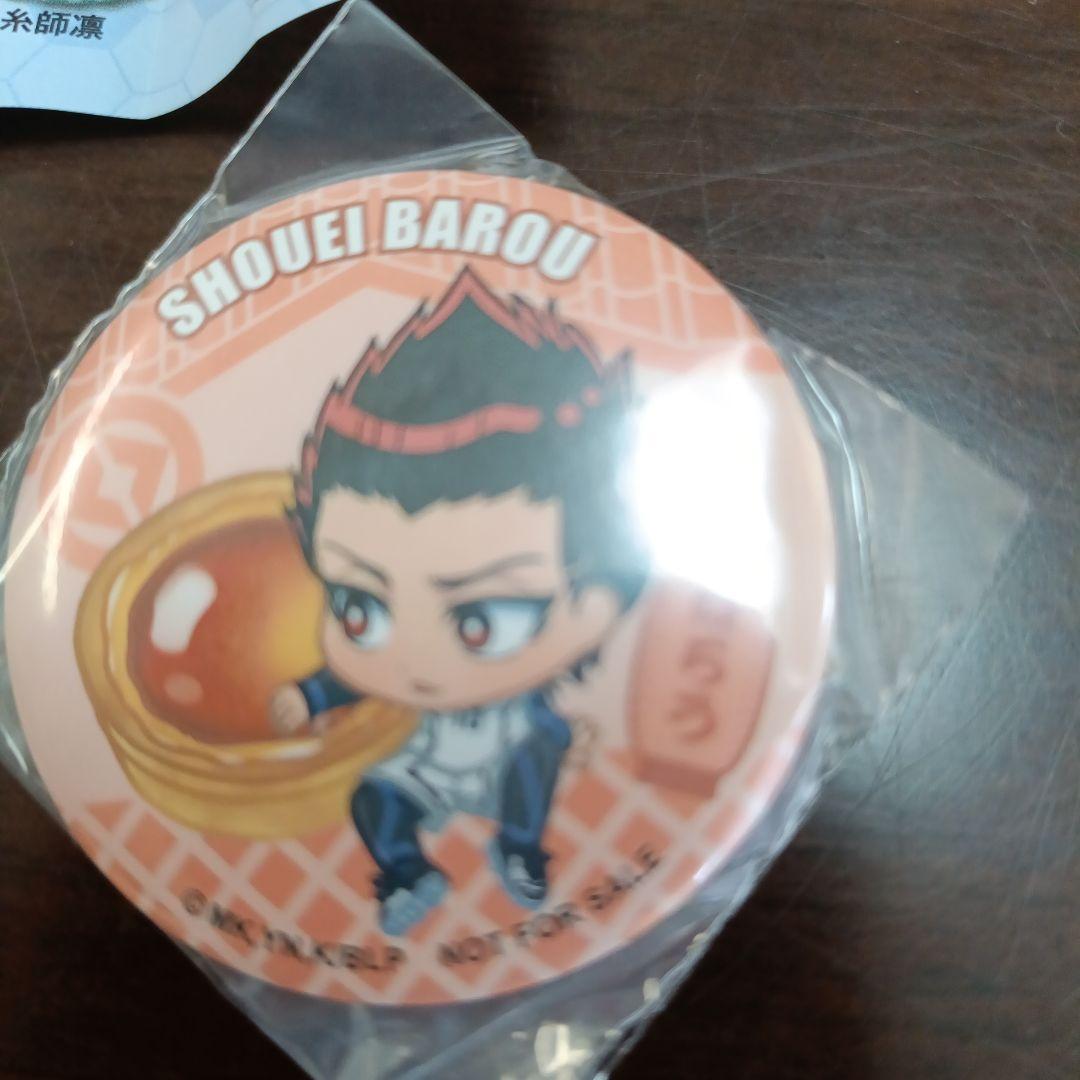 糸師凛
SHOUEI BAROU
©MK, YN, K/BLP NOT FOR SALE